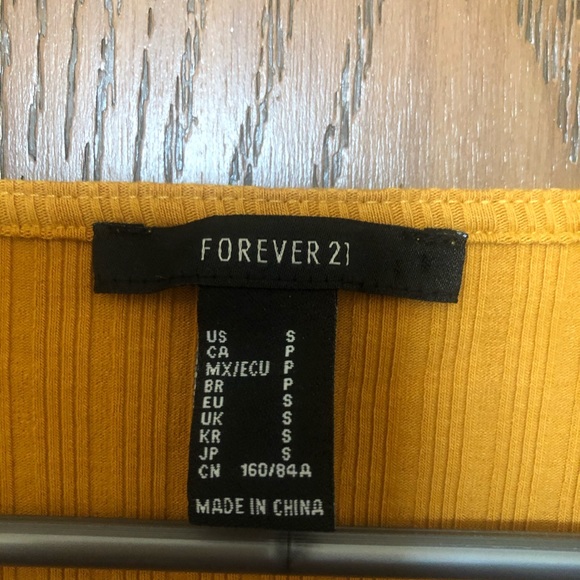 FOREVER 21
US S
CA P
MX/ECU P
BR P
EU S
UK S
KR S
JP S
CN 160/84A
MADE IN CHINA